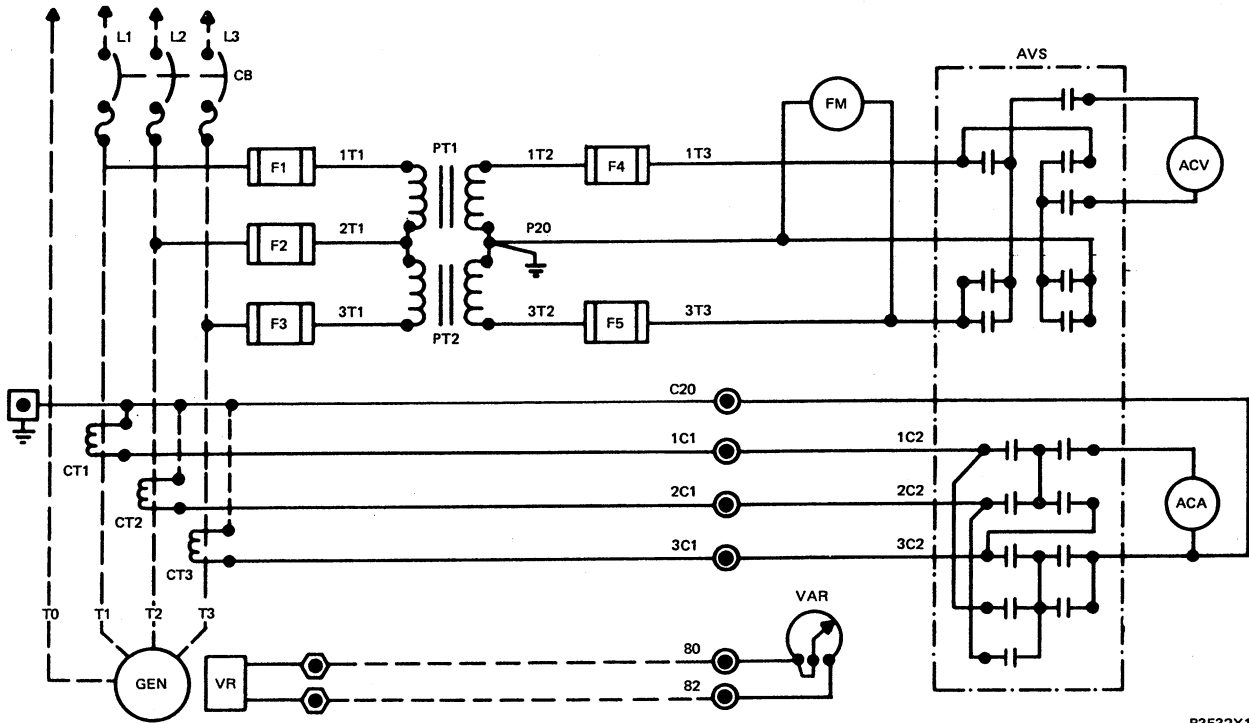 L1 L2 L3
CB
AVS
FM
ACV
F1 1T1 PT1 1T2 F4 1T3
F2 2T1 P20
F3 3T1 PT2 3T2 F5 3T3
C20
1C1 1C2
CT1
2C1 2C2
ACA
CT2
3C1 3C2
CT3
VAR
T0 T1 T2 T3
80
GEN VR
82